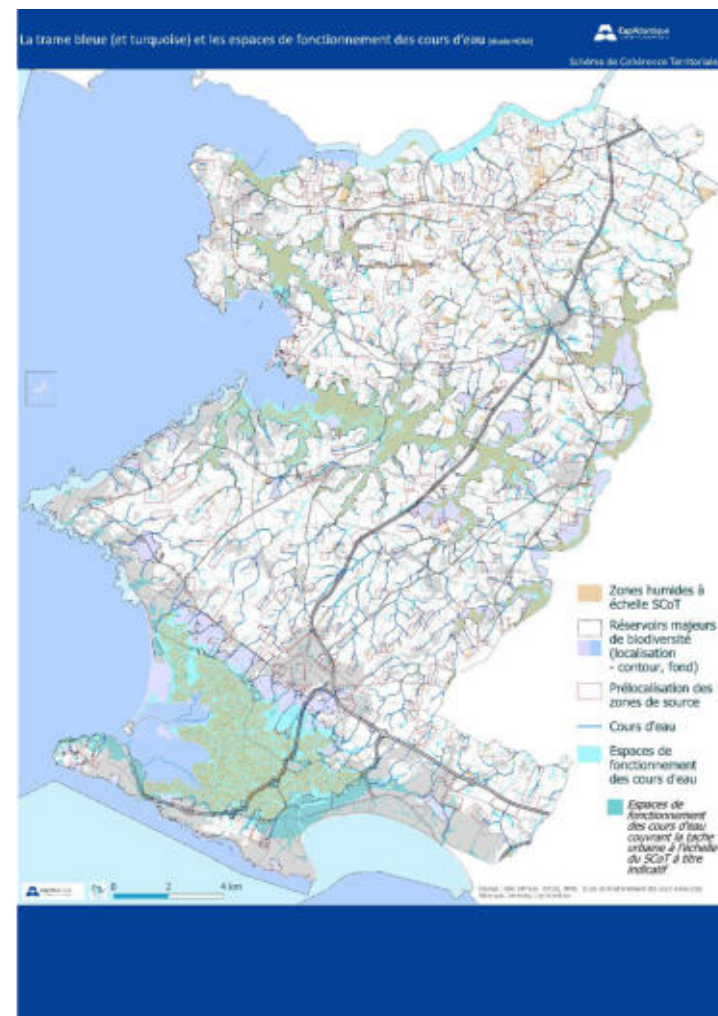 La trame bleue (et turquoise) et les espaces de fonctionnement des cours d'eau
CapAtlantique
Schéma de Cohérence Territoriale
Zones humides à
échelle SCoT
Réservoirs majeurs
de biodiversité
(localisation
- contour, fond)
Prélocalisation des
zones de source
Cours d'eau
Espaces de
fonctionnement
des cours d'eau
Espaces de
fonctionnement
des cours d'eau
couvrant la tache
urbaine à l'échelle
du SCoT à titre
indicatif
0 2 4 km